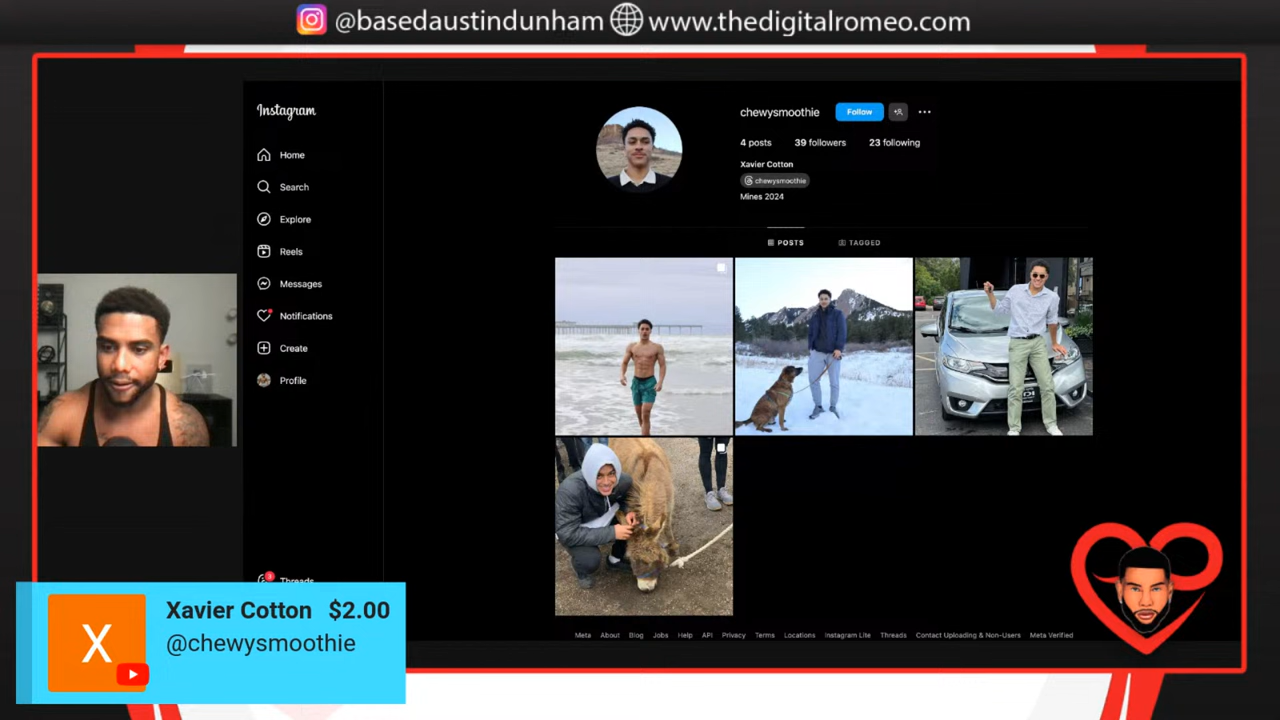 @basedaustindunham www.thedigitalromeo.com
Instagram
Home
Search
Explore
Reels
Messages
Notifications
Create
Profile
Threads
3
chewysmoothie Follow
4 posts 39 followers 23 following
Xavier Cotton
chewysmoothie
Mines 2024
POSTS TAGGED
Meta About Blog Jobs Help API Privacy Terms Locations Instagram Lite Threads Contact Uploading & Non-Users Meta Verified
X
Xavier Cotton $2.00
@chewysmoothie